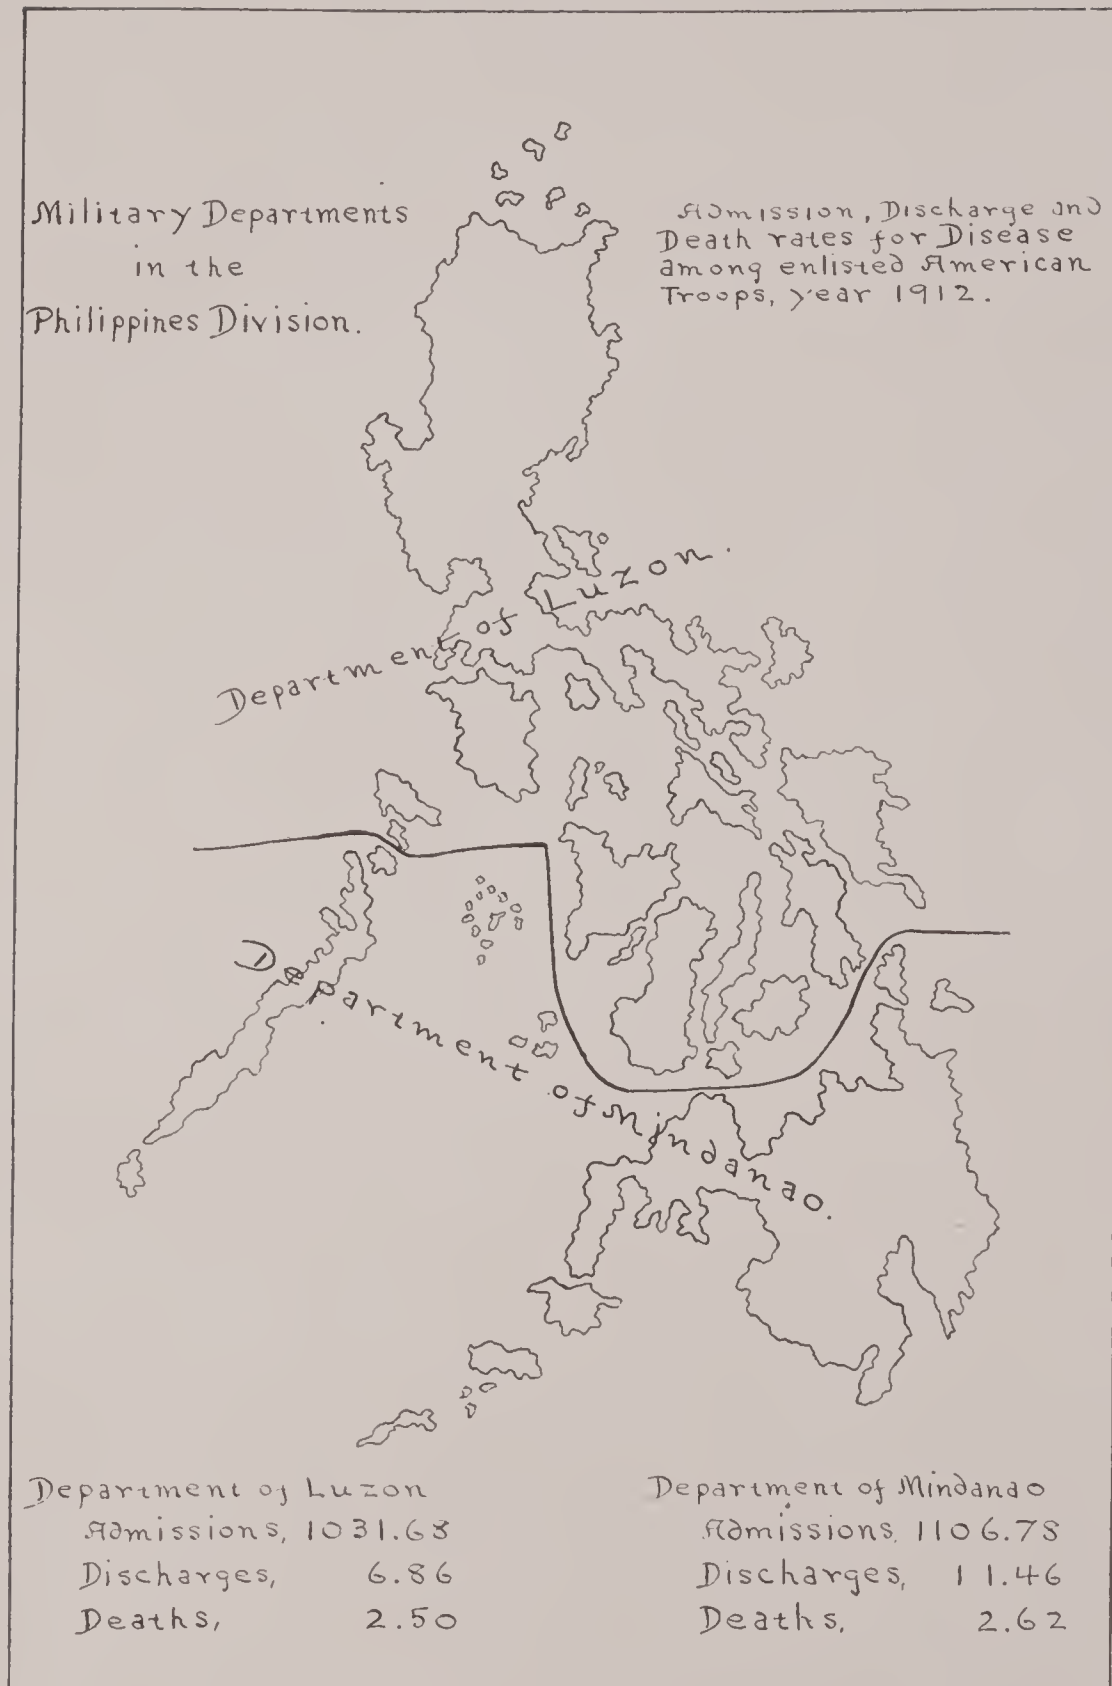 Military Departments
in the
Philippines Division.
Admission, Discharge and
Death rates for Disease
among enlisted American
Troops, year 1912.
Department of Luzon.
Department of Mindanao.
Department of Luzon
Admissions, 1031.68
Discharges, 6.86
Deaths, 2.50
Department of Mindanao
Admissions, 1106.78
Discharges, 11.46
Deaths, 2.62